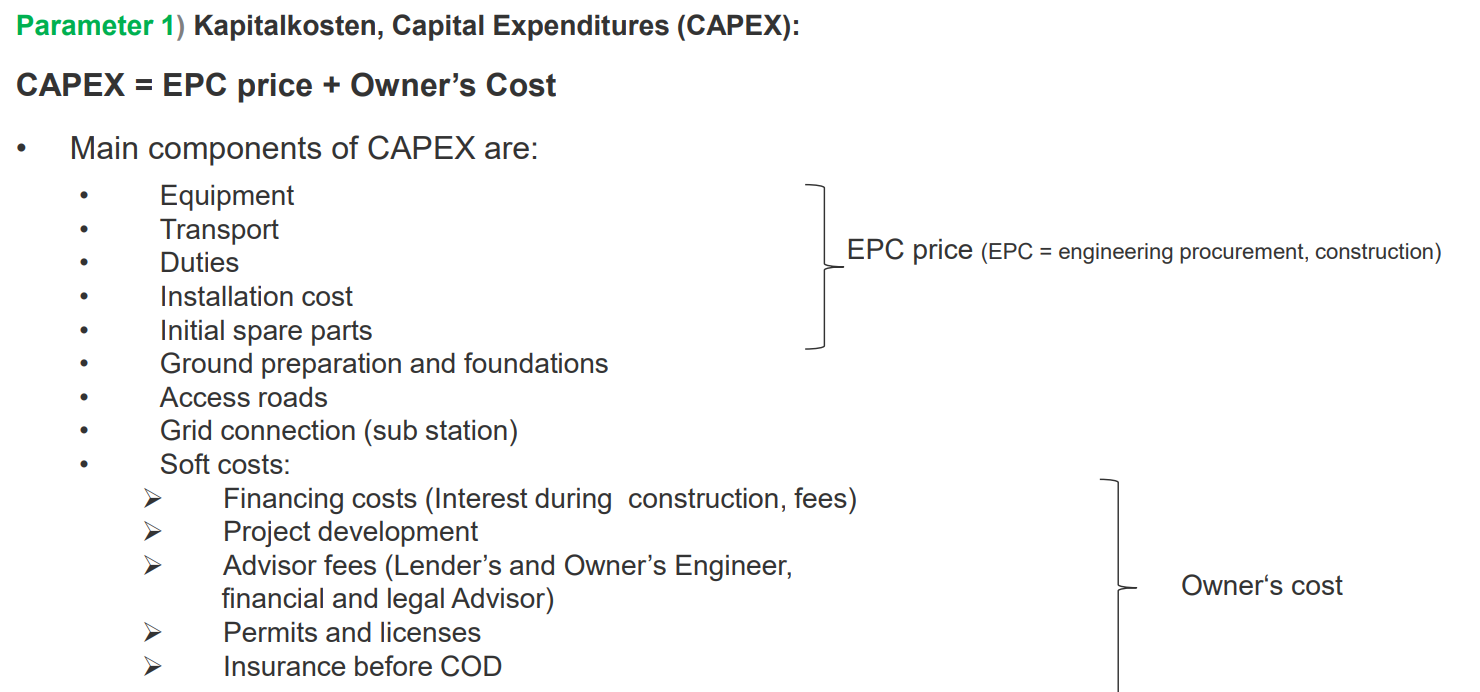 Parameter 1) Kapitalkosten, Capital Expenditures (CAPEX):
CAPEX = EPC price + Owner’s Cost
• Main components of CAPEX are:
• Equipment
• Transport
• Duties
• Installation cost
• Initial spare parts
EPC price (EPC = engineering procurement, construction)
• Ground preparation and foundations
• Access roads
• Grid connection (sub station)
• Soft costs:
➢ Financing costs (Interest during  construction, fees)
➢ Project development
➢ Advisor fees (Lender’s and Owner’s Engineer,
financial and legal Advisor)
➢ Permits and licenses
➢ Insurance before COD
Owner‘s cost